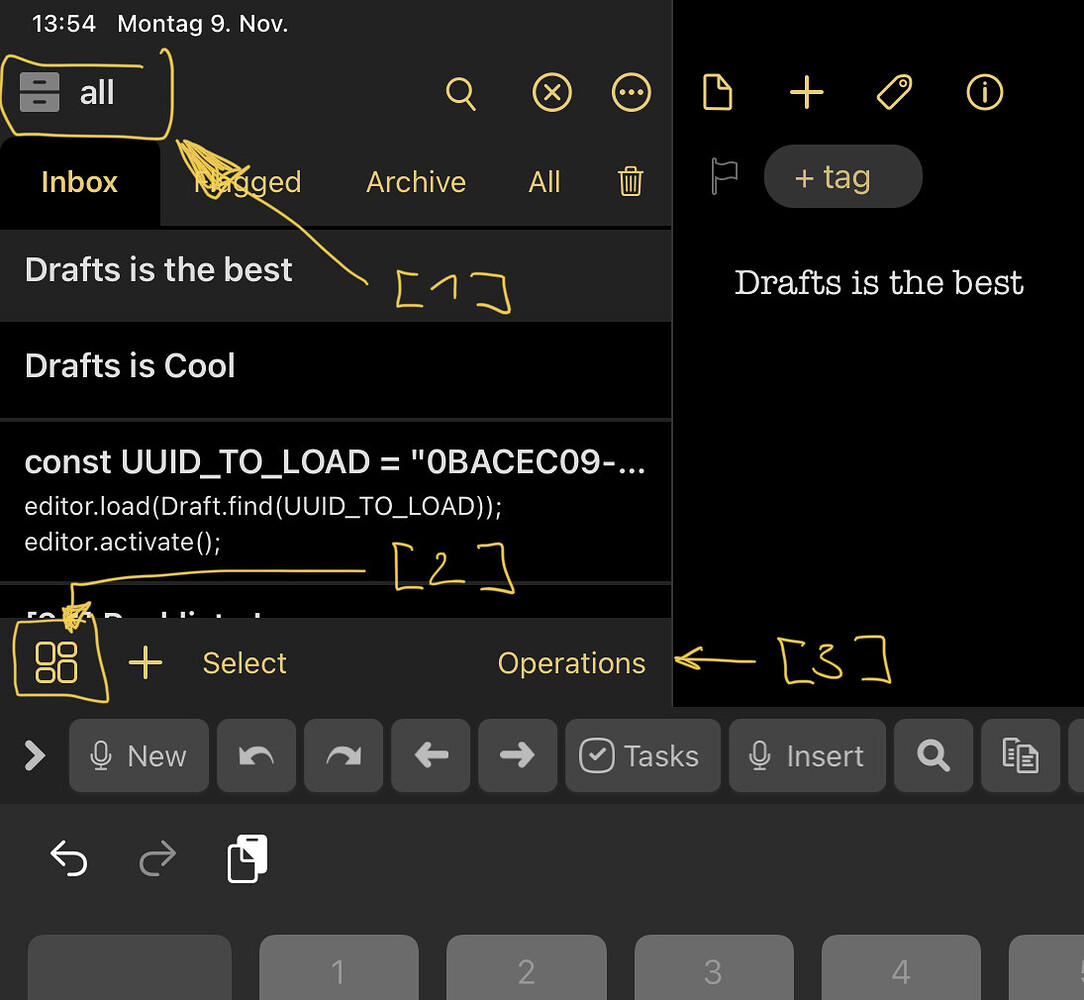 13:54 Montag 9. Nov.
all
Inbox Flagged Archive All
+ tag
Drafts is the best
[1]
Drafts is the best
Drafts is Cool
const UUID_TO_LOAD = "0BACEC09-...
editor.load(Draft.find(UUID_TO_LOAD));
editor.activate();
[2]
Select Operations
[3]
New Tasks Insert
1 2 3 4